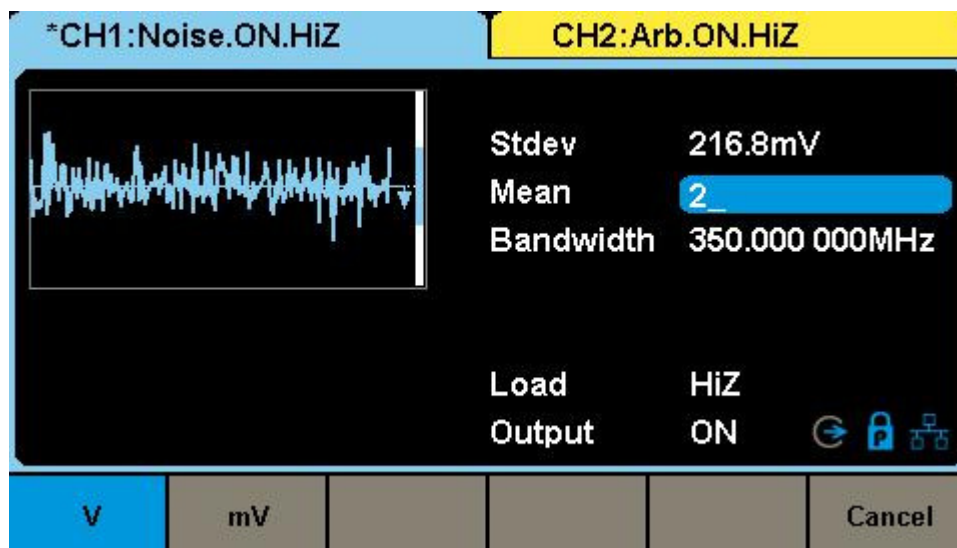 *CH1:Noise.ON.HiZ CH2:Arb.ON.HiZ
Stdev 216.8mV
Mean 2_
Bandwidth 350.000 000MHz
Load HiZ
Output ON P
V mV Cancel